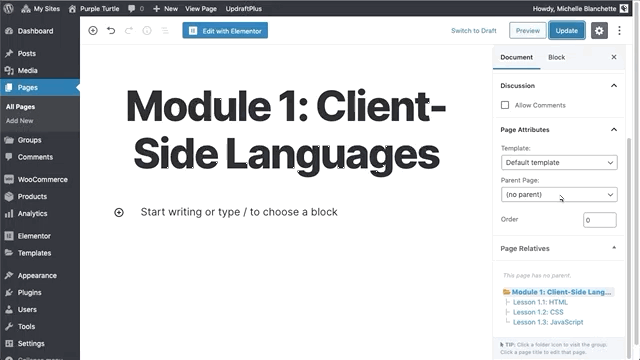 My Sites
Purple Turtle
0
New
View Page
UpdraftPlus
Howdy, Michelle Blanchette
Dashboard
Posts
Media
Pages
All Pages
Add New
Groups
Comments
WooCommerce
Products
Analytics
Elementor
Templates
Appearance
Plugins
Users
Tools
Settings
Edit with Elementor
Switch to Draft
Preview
Update
Module 1: Client-
Side Languages
Start writing or type / to choose a block
Document
Block
Discussion
Allow Comments
Page Attributes
Template:
Default template
Parent Page:
(no parent)
Order
0
Page Relatives
This page has no parent.
Module 1: Client-Side Lang...
Lesson 1.1: HTML
Lesson 1.2: CSS
Lesson 1.3: JavaScript
TIP: Click a folder icon to visit the group.
Click a page title to edit that page.